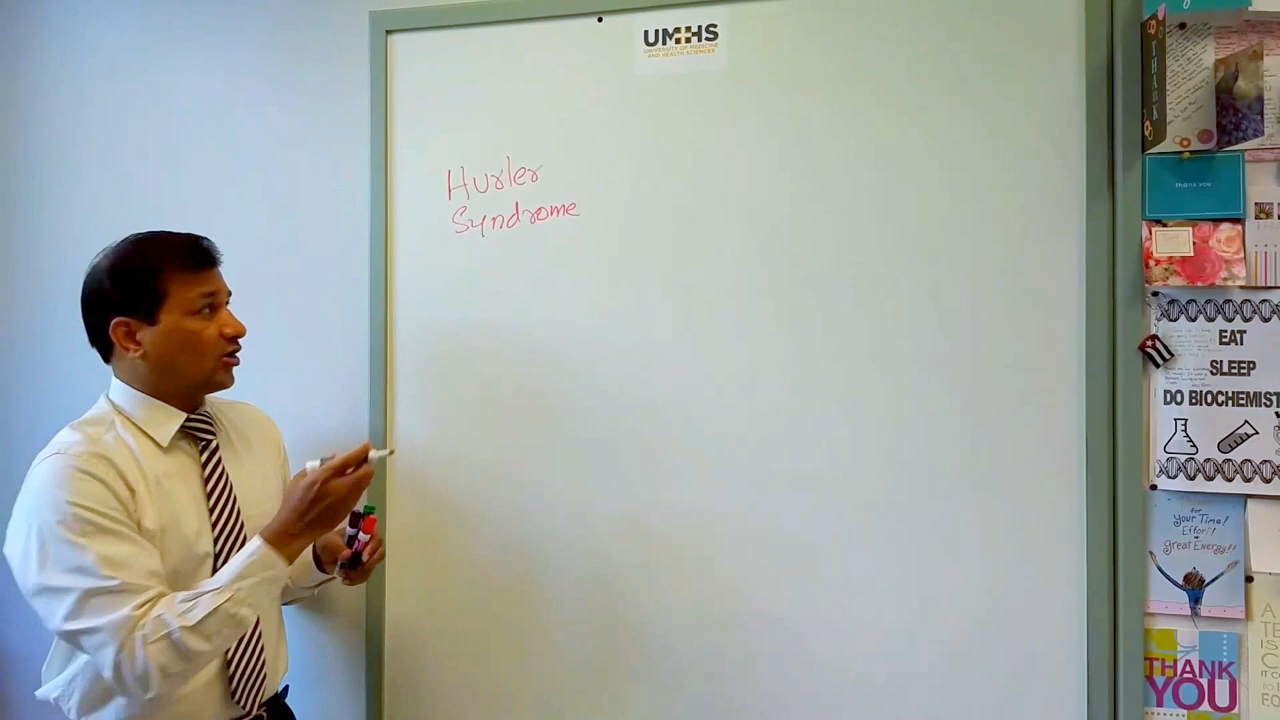 UMHS
UNIVERSITY OF MEDICINE
AND HEALTH SCIENCES
Hurler
Syndrome
THANK
thank you
EAT
SLEEP
DO BIOCHEMIST
for
your Time!
Effort!
Great Energy!!
THANK
YOU